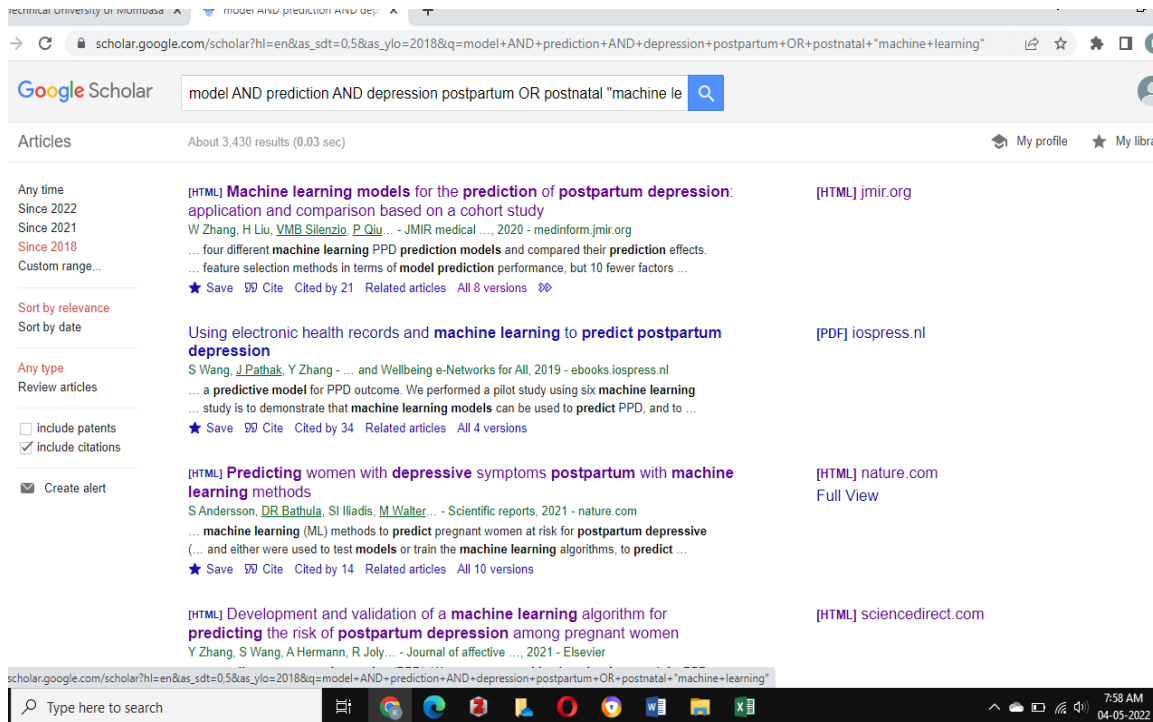 Technical University of Mombasa
model AND prediction AND dep
scholar.google.com/scholar?hl=en&as_sdt=0,5&as_ylo=2018&q=model+AND+prediction+AND+depression+postpartum+OR+postnatal+"machine+learning"
Google Scholar
model AND prediction AND depression postpartum OR postnatal "machine le
Articles
About 3,430 results (0.03 sec)
My profile
My libra
Any time
Since 2022
Since 2021
Since 2018
Custom range...
Sort by relevance
Sort by date
Any type
Review articles
include patents
include citations
Create alert
[HTML] Machine learning models for the prediction of postpartum depression:
application and comparison based on a cohort study
W Zhang, H Liu, VMB Silenzio, P Qiu... - JMIR medical ..., 2020 - medinform.jmir.org
... four different machine learning PPD prediction models and compared their prediction effects.
... feature selection methods in terms of model prediction performance, but 10 fewer factors ...
Save Cite Cited by 21 Related articles All 8 versions
[HTML] jmir.org
Using electronic health records and machine learning to predict postpartum
depression
S Wang, J Pathak, Y Zhang - ... and Wellbeing e-Networks for All, 2019 - ebooks.iospress.nl
... a predictive model for PPD outcome. We performed a pilot study using six machine learning
... study is to demonstrate that machine learning models can be used to predict PPD, and to ...
Save Cite Cited by 34 Related articles All 4 versions
[PDF] iospress.nl
[HTML] Predicting women with depressive symptoms postpartum with machine
learning methods
S Andersson, DR Bathula, SI Iliadis, M Walter... - Scientific reports, 2021 - nature.com
... machine learning (ML) methods to predict pregnant women at risk for postpartum depressive
(... and either were used to test models or train the machine learning algorithms, to predict ...
Save Cite Cited by 14 Related articles All 10 versions
[HTML] nature.com
Full View
[HTML] Development and validation of a machine learning algorithm for
predicting the risk of postpartum depression among pregnant women
Y Zhang, S Wang, A Hermann, R Joly... - Journal of affective ..., 2021 - Elsevier
[HTML] sciencedirect.com
scholar.google.com/scholar?hl=en&as_sdt=0,5&as_ylo=2018&q=model+AND+prediction+AND+depression+postpartum+OR+postnatal+"machine+learning"
Type here to search
7:58 AM
04-05-2022